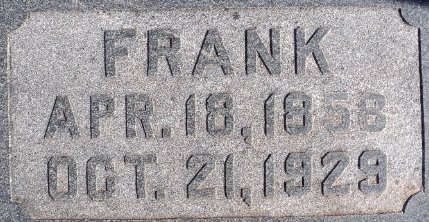 FRANK
APR. 18, 1858
OCT. 21, 1929